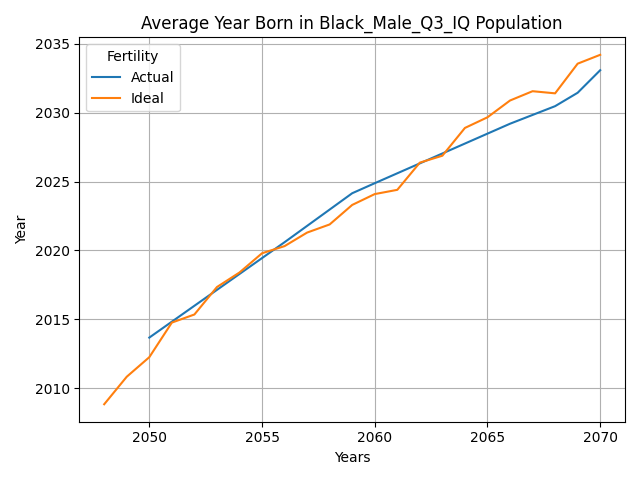 Average Year Born in Black_Male_Q3_IQ Population
Fertility
Actual
Ideal
2035
2030
2025
2020
2015
2010
Year
2050 2055 2060 2065 2070
Years